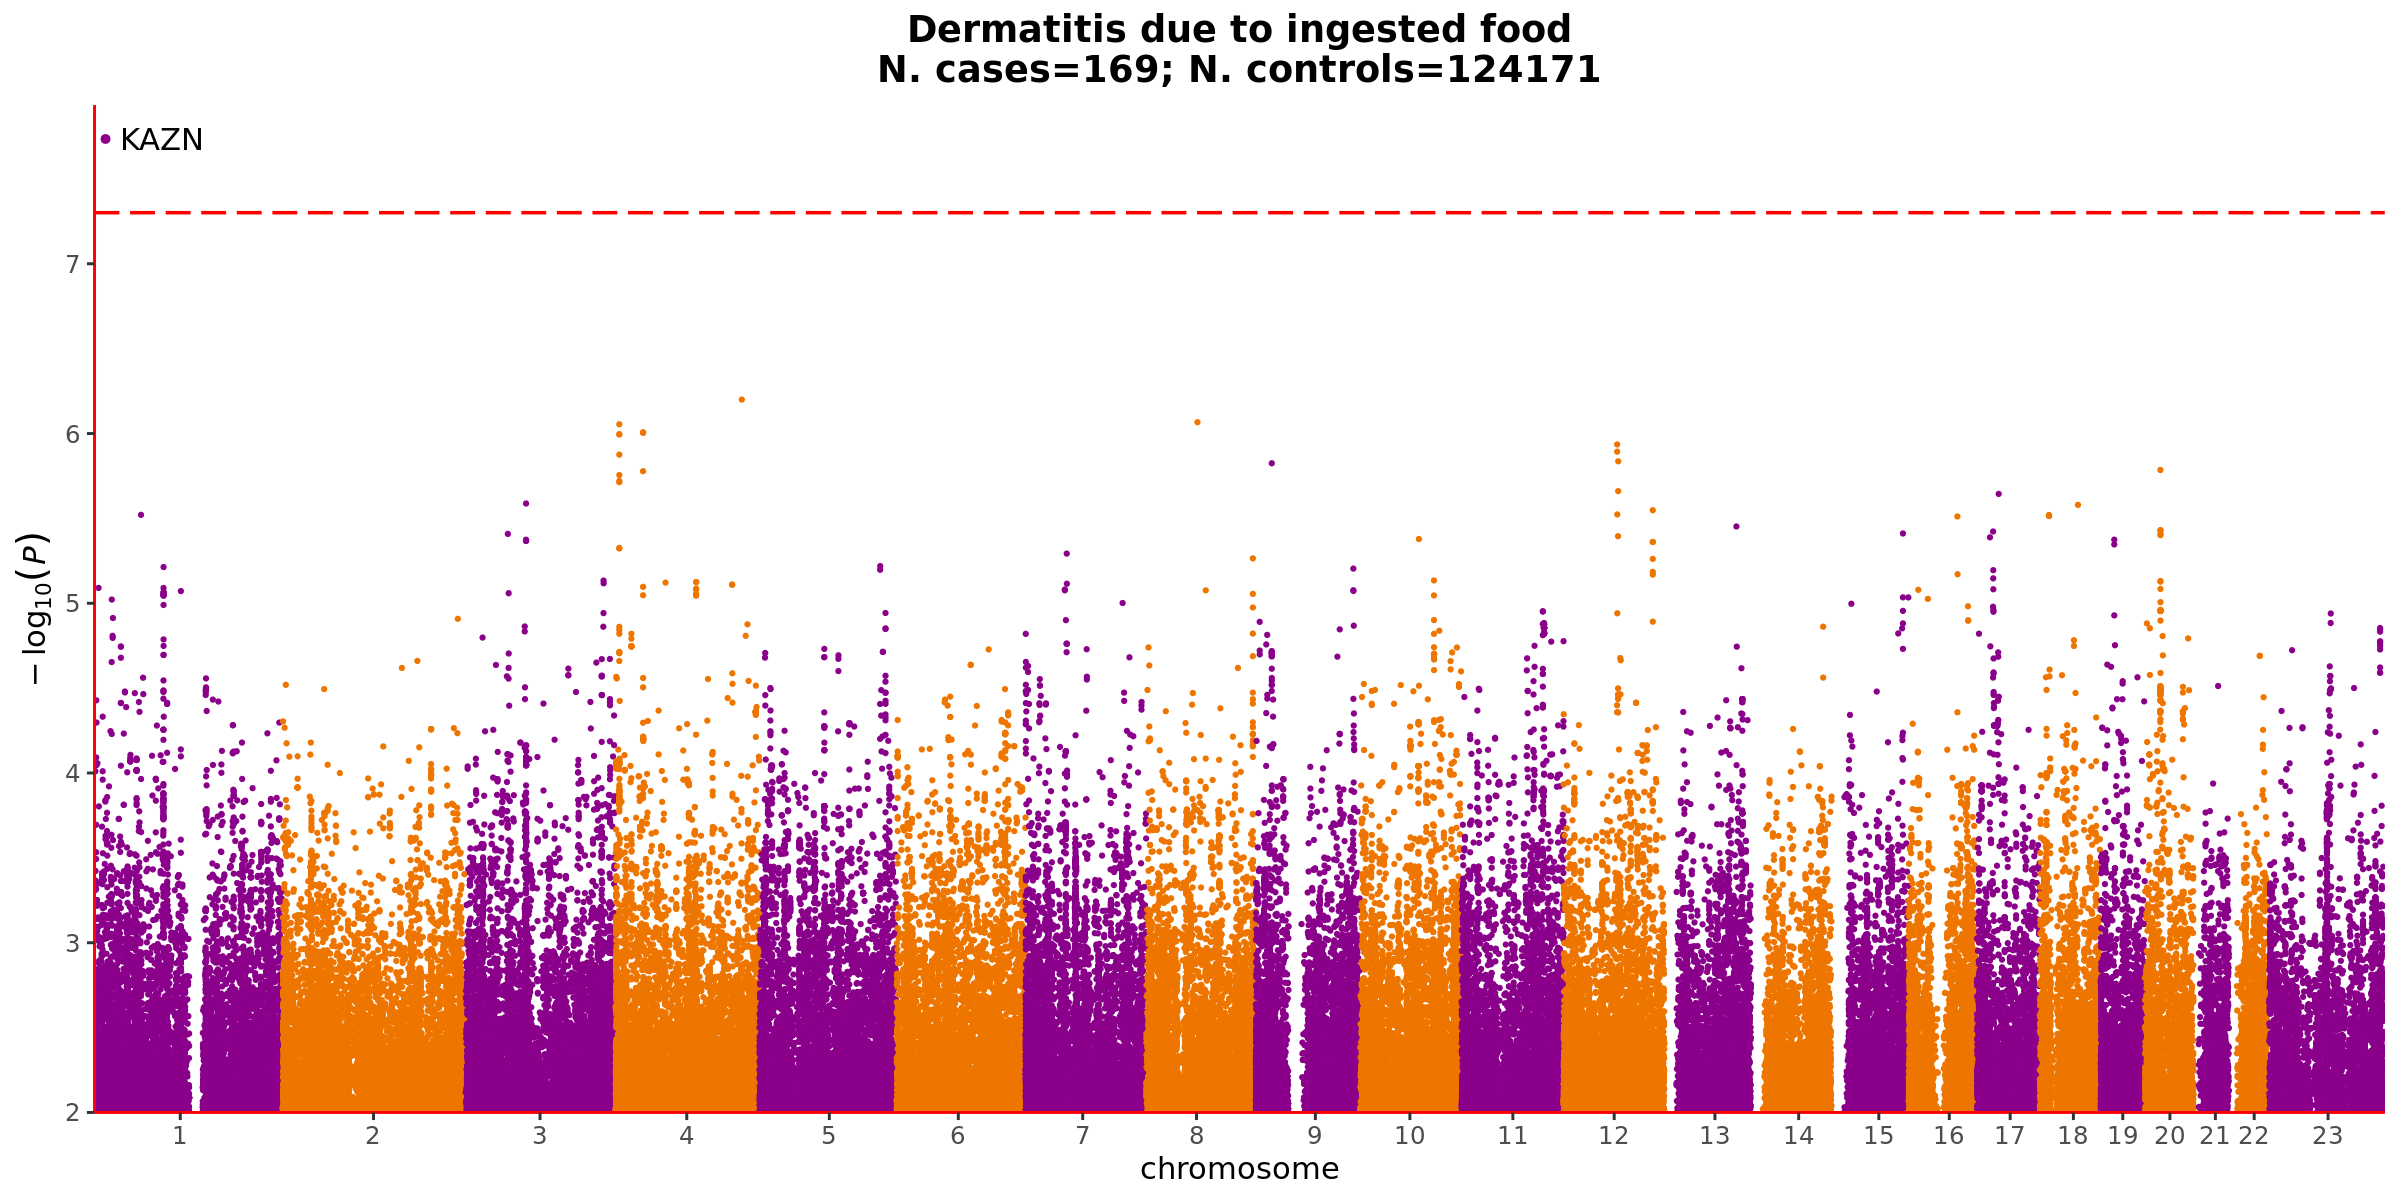 Dermatitis due to ingested food
N. cases=169; N. controls=124171
KAZN
7
6
5
4
3
2
− log10(P)
1 2 3 4 5 6 7 8 9 10 11 12 13 14 15 16 17 18 19 20 21 22 23
chromosome